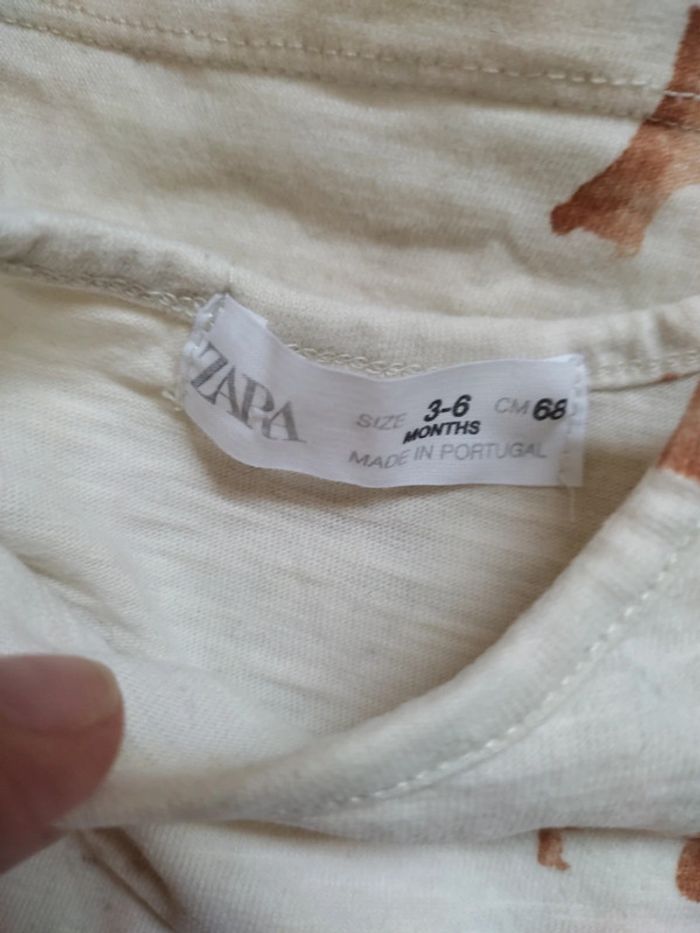 ZARA
SIZE 3-6 MONTHS CM 68
MADE IN PORTUGAL